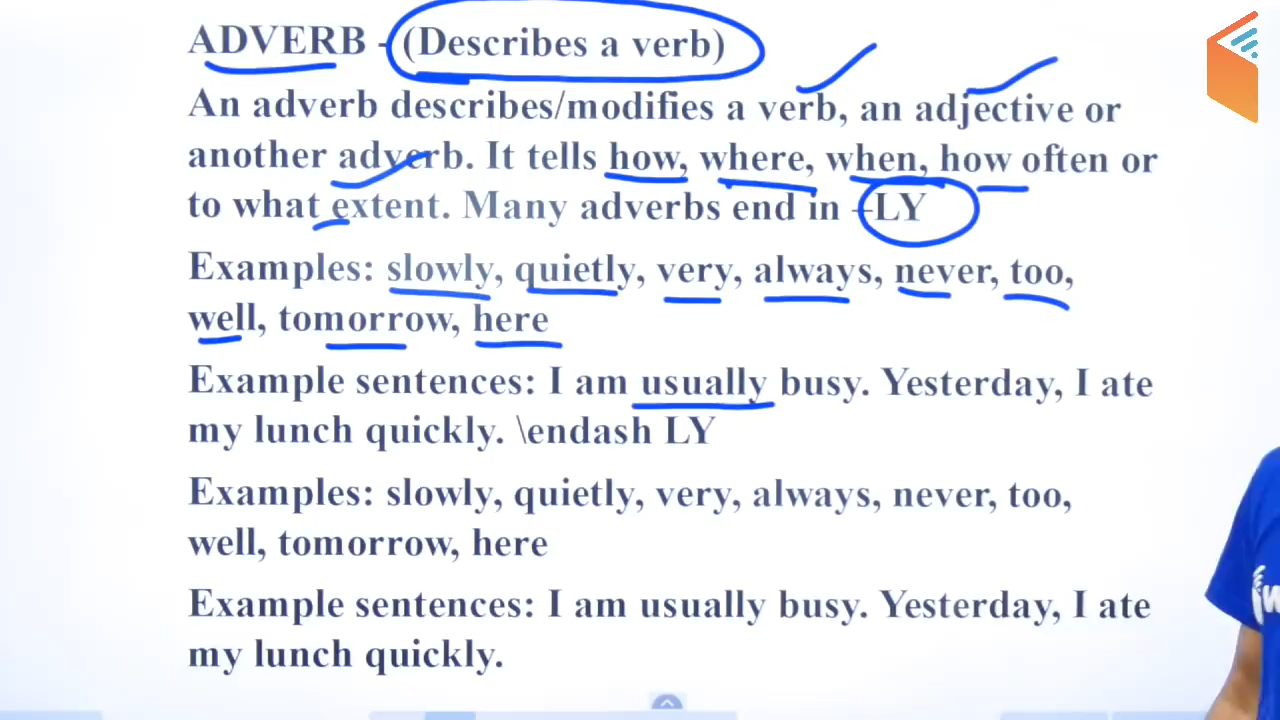 ADVERB - (Describes a verb)
An adverb describes/modifies a verb, an adjective or
another adverb. It tells how, where, when, how often or
to what extent. Many adverbs end in –LY
Examples: slowly, quietly, very, always, never, too,
well, tomorrow, here
Example sentences: I am usually busy. Yesterday, I ate
my lunch quickly. \endash LY
Examples: slowly, quietly, very, always, never, too,
well, tomorrow, here
Example sentences: I am usually busy. Yesterday, I ate
my lunch quickly.